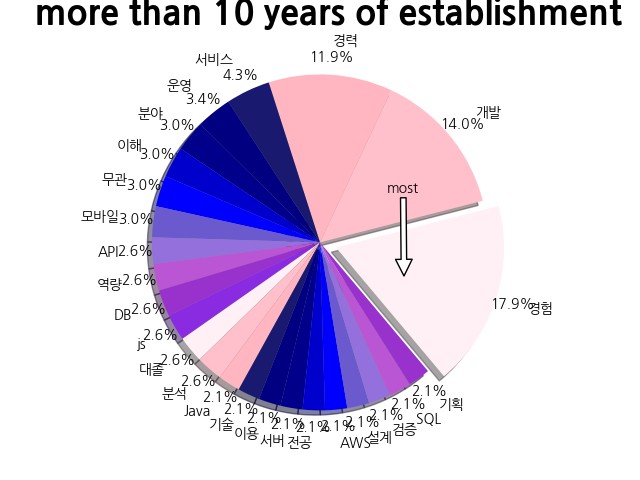 more than 10 years of establishment
경력
11.9%
서비스
4.3%
운영
3.4%
개발
14.0%
분야
3.0%
이해
3.0%
무관
3.0%
most
모바일
3.0%
API
2.6%
역량
2.6%
17.9%
경험
DB
2.6%
js
2.6%
대졸
2.6%
분석
2.6%
Java
2.1%
기술
2.1%
이용
2.1%
서버
2.1%
전공
2.1%
AWS
2.1%
설계
2.1%
검증
2.1%
SQL
2.1%
기획
2.1%